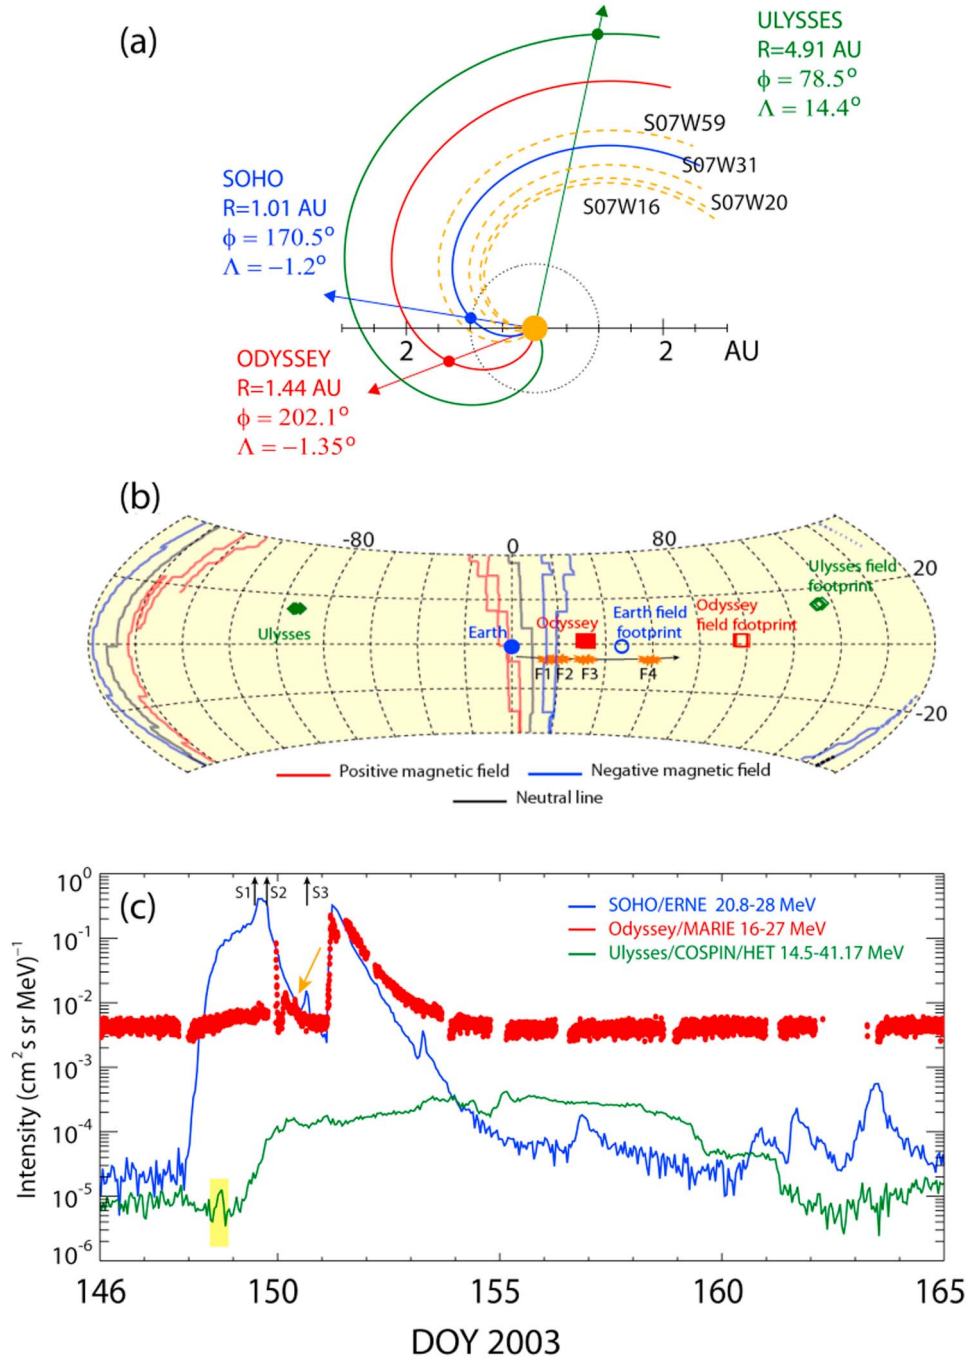 (a)
ULYSSES
R=4.91 AU
ϕ = 78.5°
Λ = 14.4°
S07W59
S07W31
S07W20
S07W16
SOHO
R=1.01 AU
ϕ = 170.5°
Λ = −1.2°
2
2
AU
ODYSSEY
R=1.44 AU
ϕ = 202.1°
Λ = −1.35°
(b)
-80
0
80
20
Ulysses field
footprint
Ulysses
Earth
Odyssey
Earth field
footprint
Odyssey
field footprint
F1
F2
F3
F4
-20
Positive magnetic field
Negative magnetic field
Neutral line
(c)
S1
S2
S3
SOHO/ERNE 20.8-28 MeV
Odyssey/MARIE 16-27 MeV
Ulysses/COSPIN/HET 14.5-41.17 MeV
Intensity (cm² s sr MeV)⁻¹
10⁰
10⁻¹
10⁻²
10⁻³
10⁻⁴
10⁻⁵
10⁻⁶
146
150
155
160
165
DOY 2003